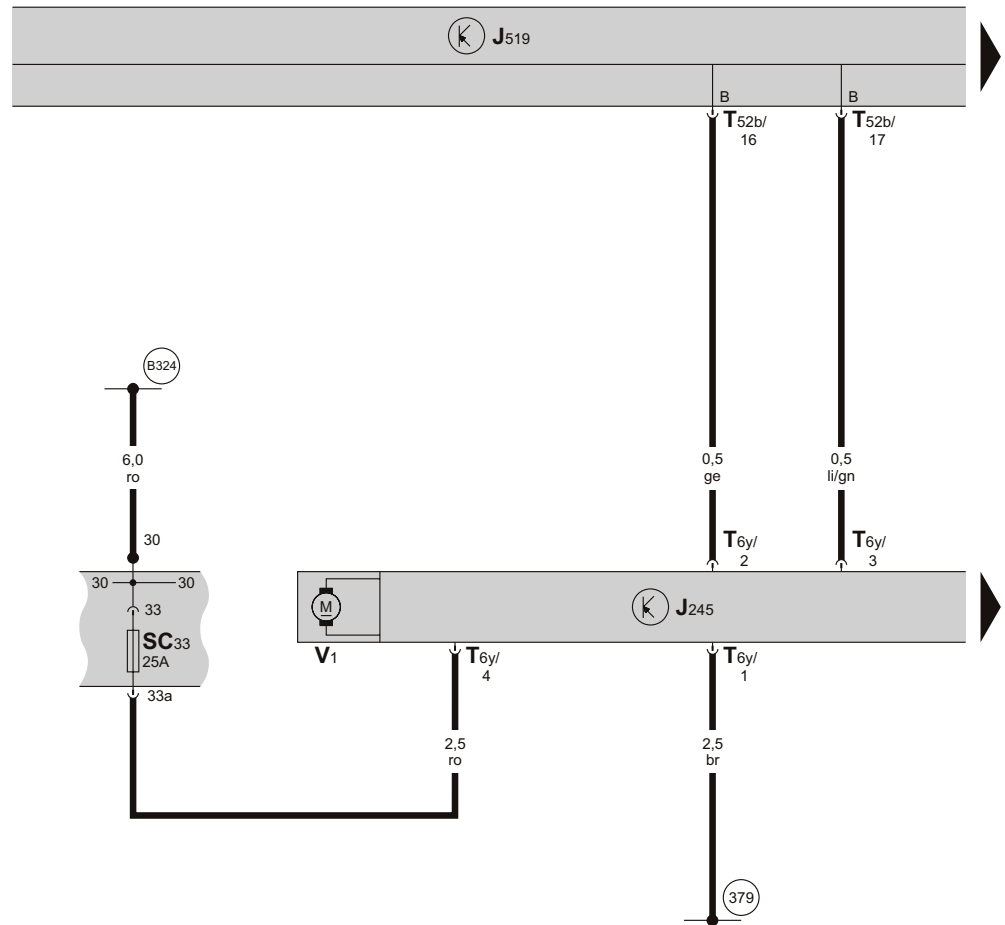 J519
B
B
T52b/
16
T52b/
17
B324
6,0
ro
0,5
ge
0,5
li/gn
30
T6y/
2
T6y/
3
30
30
33
SC33
25A
33a
M
V1
J245
T6y/
4
T6y/
1
2,5
ro
2,5
br
379